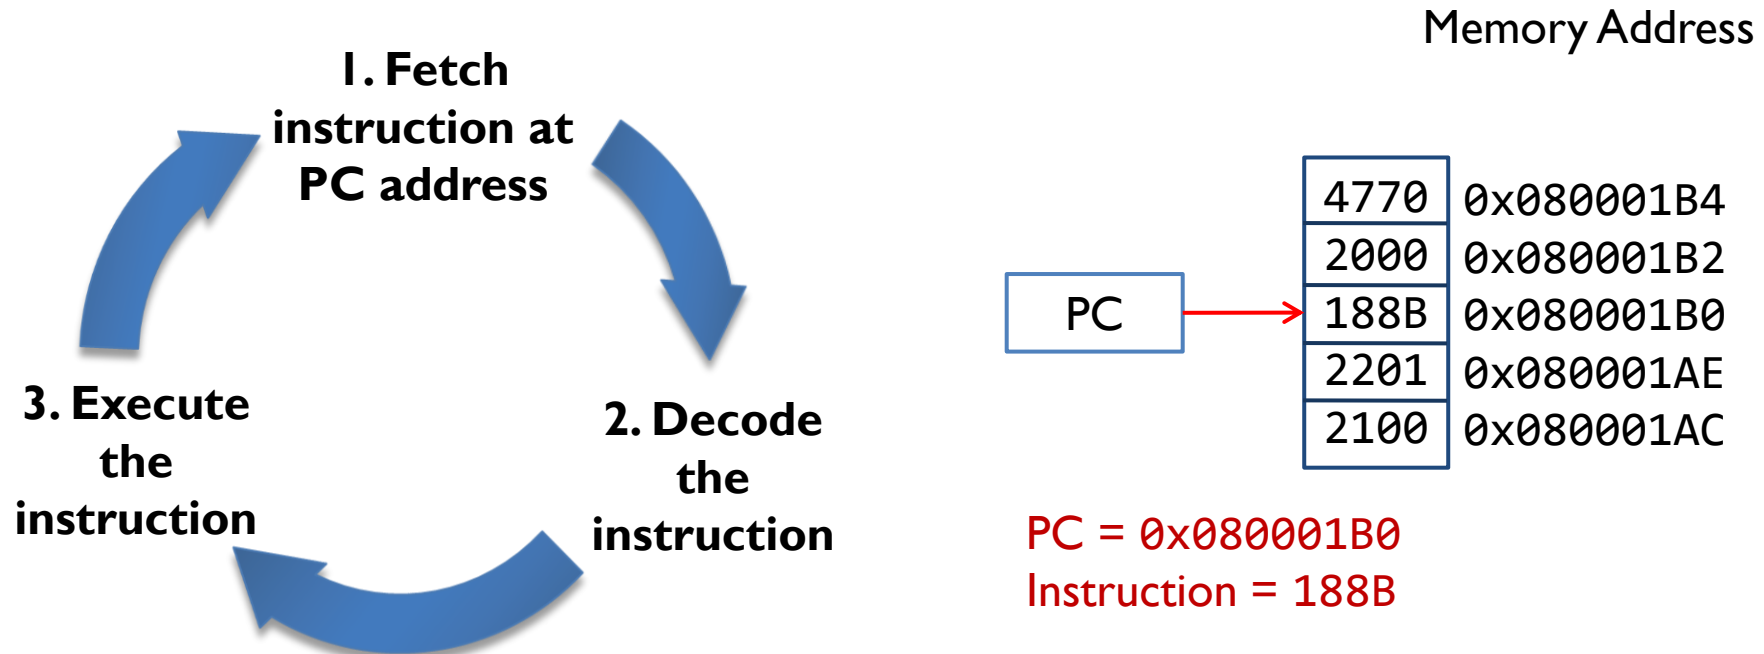 1. Fetch
instruction at
PC address
2. Decode
the
instruction
3. Execute
the
instruction
Memory Address
4770 0x080001B4
2000 0x080001B2
PC
188B 0x080001B0
2201 0x080001AE
2100 0x080001AC
PC = 0x080001B0
Instruction = 188B